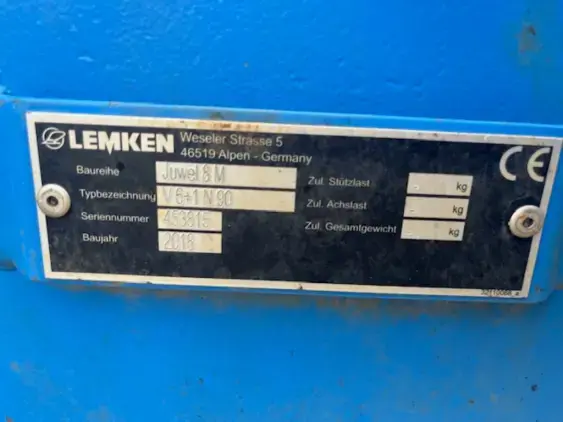 LEMKEN Weseler Strasse 5
46519 Alpen - Germany
CE
Baureihe Juwel 8 M
Zul. Stützlast - kg
Typbezeichnung V 6+1 N 90
Zul. Achslast - kg
Seriennummer 453815
Zul. Gesamtgewicht - kg
Baujahr 2018